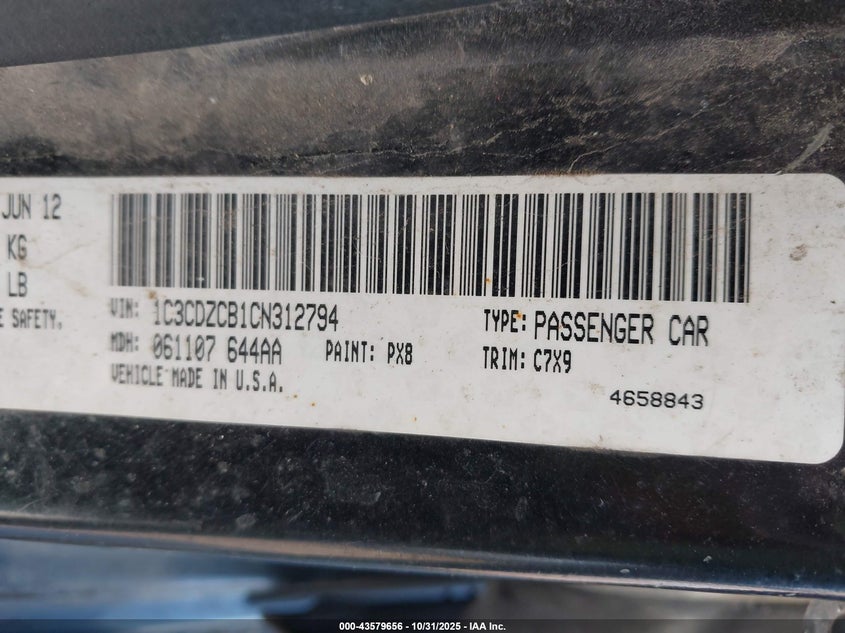 JUN 12
KG
LB
E SAFETY.
VIN: 1C3CDZCB1CN312794
TYPE: PASSENGER CAR
MDH: 061107 644AA
PAINT: PX8
TRIM: C7X9
VEHICLE MADE IN U.S.A.
4658843
000-43579656 - 10/31/2025 - IAA Inc.